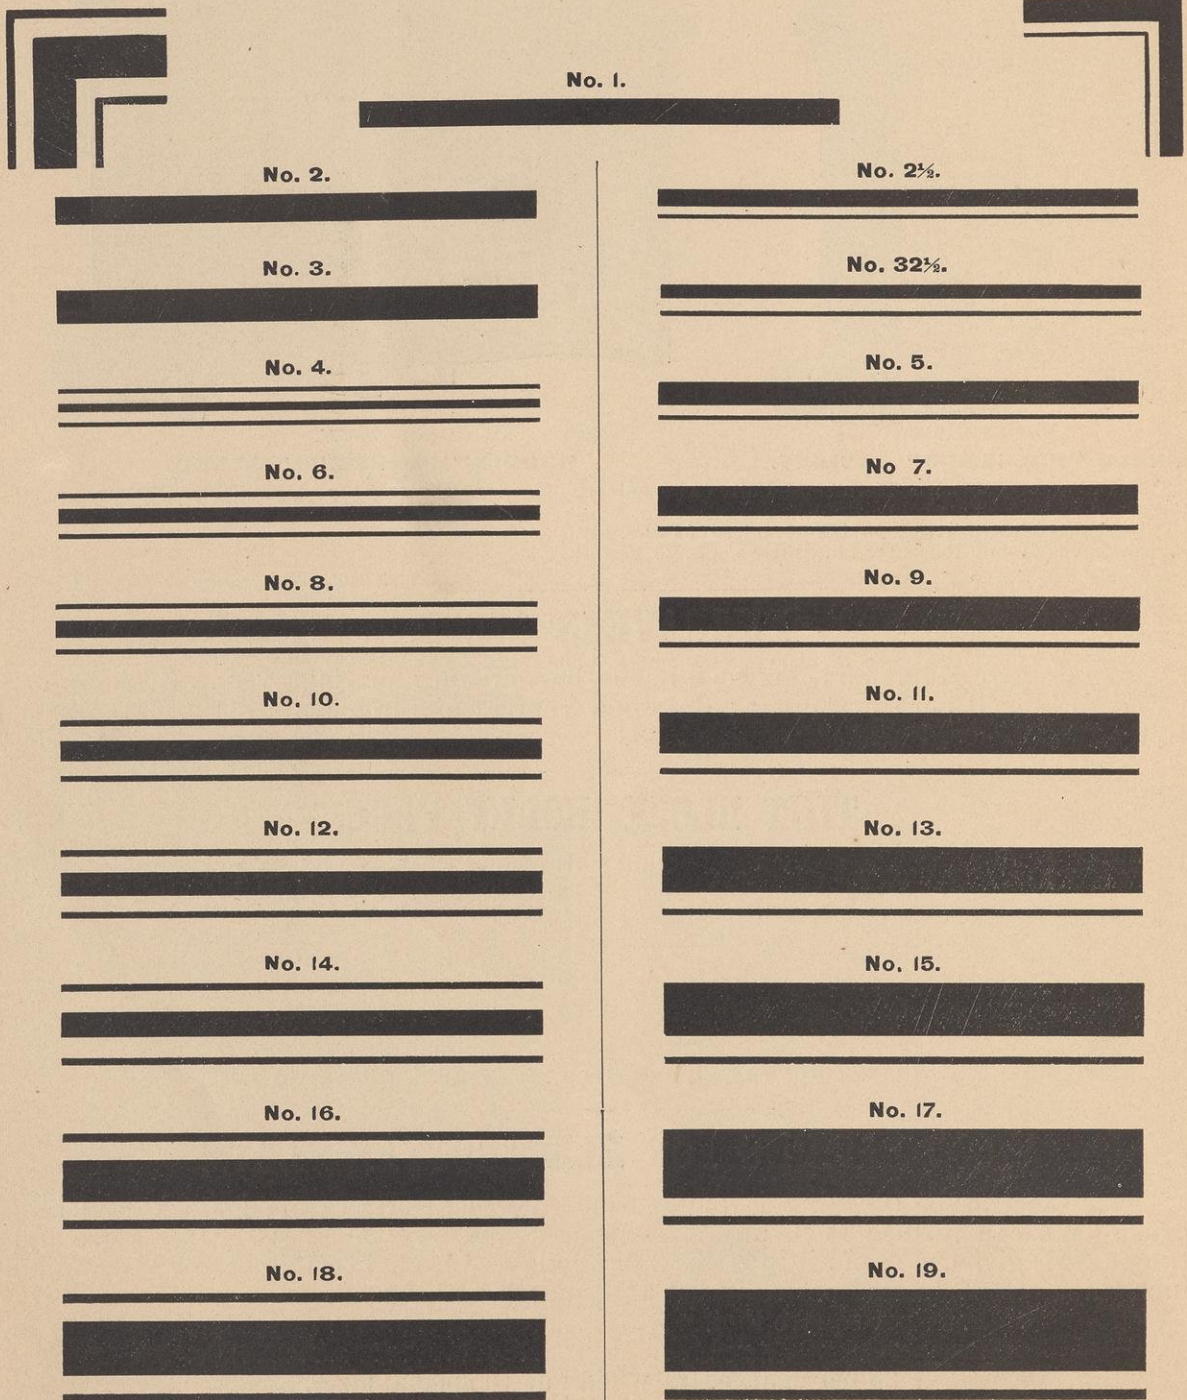 No. 1.
No. 2.
No. 3.
No. 4.
No. 6.
No. 8.
No. 10.
No. 12.
No. 14.
No. 16.
No. 18.
No. 2½.
No. 32½.
No. 5.
No 7.
No. 9.
No. 11.
No. 13.
No. 15.
No. 17.
No. 19.